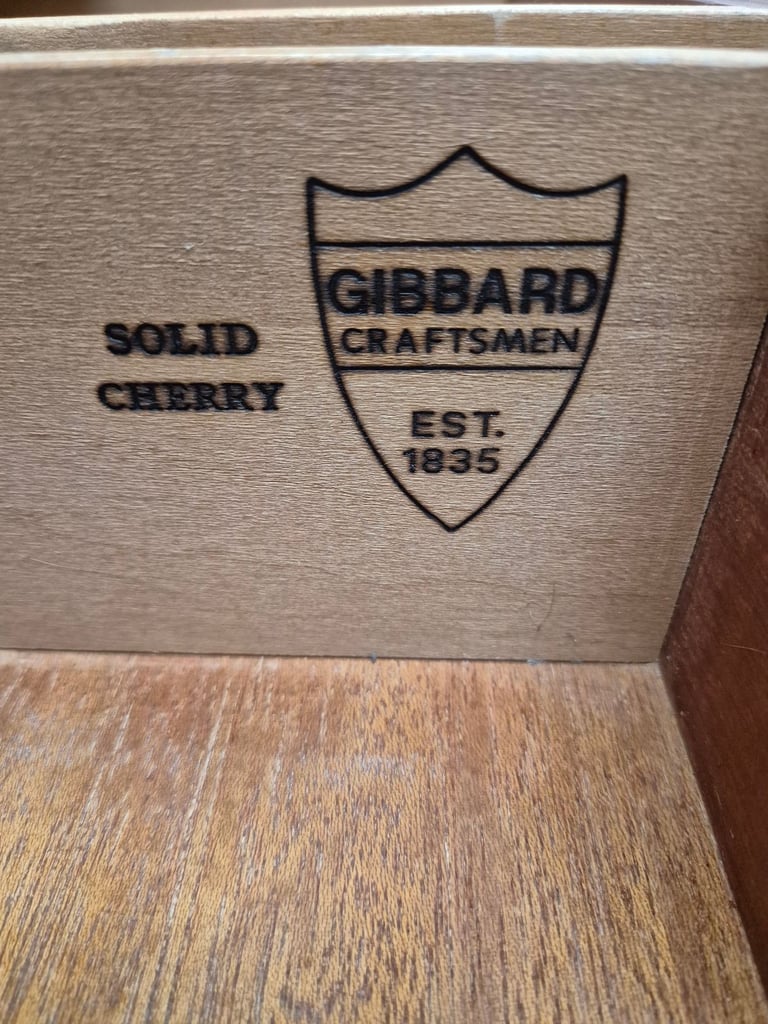 SOLID
CHERRY
GIBBARD
CRAFTSMEN
EST.
1835